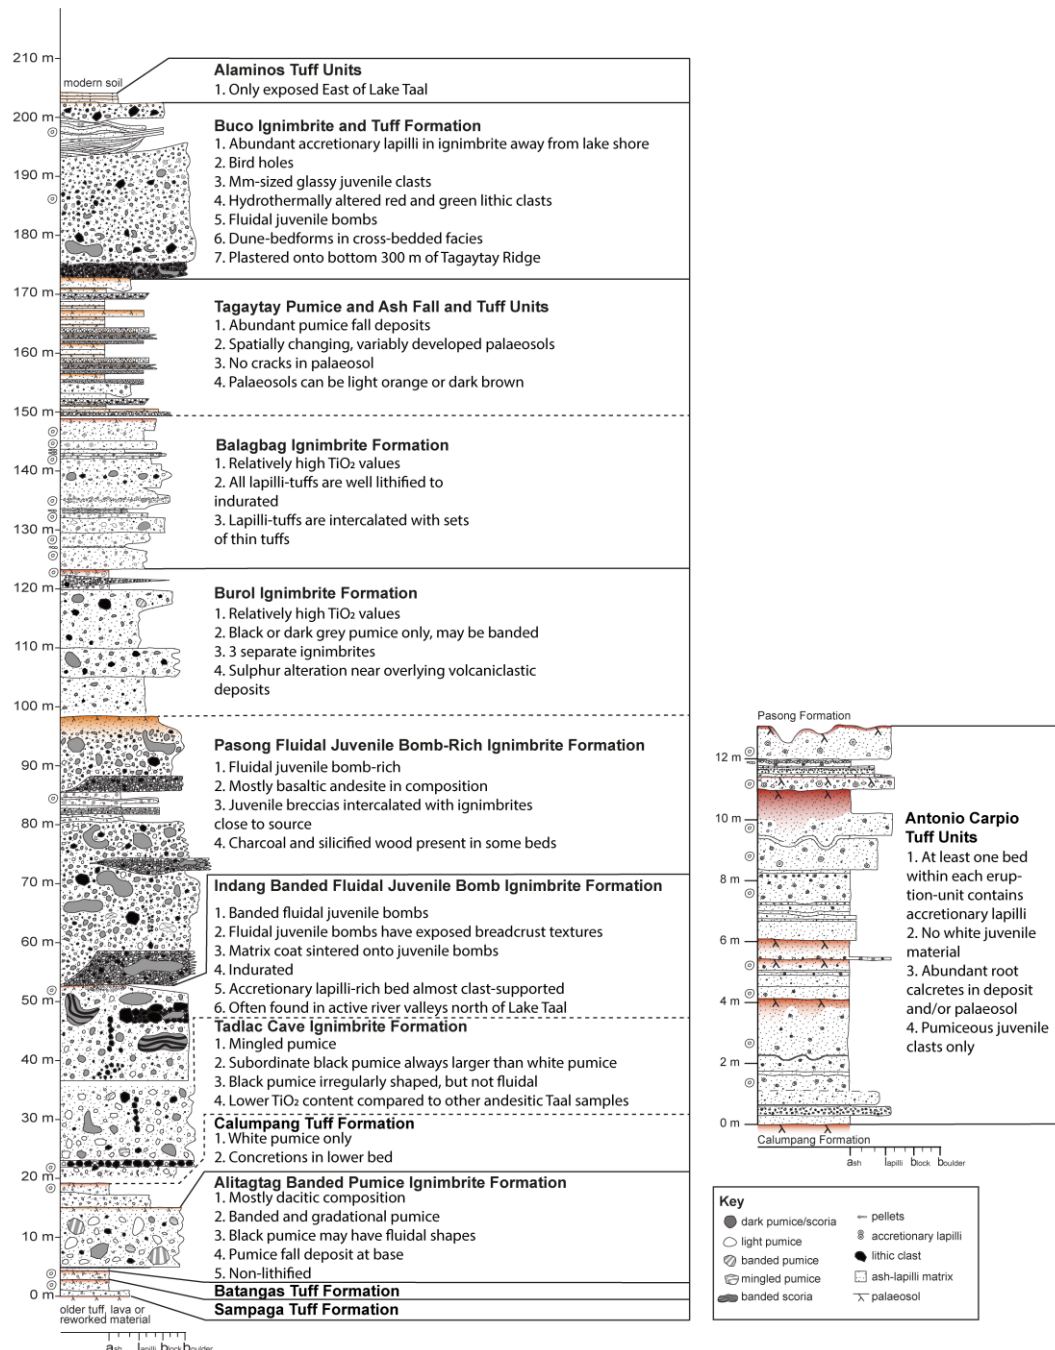 210 m
200 m
190 m
180 m
170 m
160 m
150 m
140 m
130 m
120 m
110 m
100 m
90 m
80 m
70 m
60 m
50 m
40 m
30 m
20 m
10 m
0 m
modern soil
older tuff, lava or
reworked material
ash lapilli block boulder
Alaminos Tuff Units
1. Only exposed East of Lake Taal
Buco Ignimbrite and Tuff Formation
1. Abundant accretionary lapilli in ignimbrite away from lake shore
2. Bird holes
3. Mm-sized glassy juvenile clasts
4. Hydrothermally altered red and green lithic clasts
5. Fluidal juvenile bombs
6. Dune-bedforms in cross-bedded facies
7. Plastered onto bottom 300 m of Tagaytay Ridge
Tagaytay Pumice and Ash Fall and Tuff Units
1. Abundant pumice fall deposits
2. Spatially changing, variably developed palaeosols
3. No cracks in palaeosol
4. Palaeosols can be light orange or dark brown
Balagbag Ignimbrite Formation
1. Relatively high TiO₂ values
2. All lapilli-tuffs are well lithified to
indurated
3. Lapilli-tuffs are intercalated with sets
of thin tuffs
Burol Ignimbrite Formation
1. Relatively high TiO₂ values
2. Black or dark grey pumice only, may be banded
3. 3 separate ignimbrites
4. Sulphur alteration near overlying volcaniclastic
deposits
Pasong Fluidal Juvenile Bomb-Rich Ignimbrite Formation
1. Fluidal juvenile bomb-rich
2. Mostly basaltic andesite in composition
3. Juvenile breccias intercalated with ignimbrites
close to source
4. Charcoal and silicified wood present in some beds
Indang Banded Fluidal Juvenile Bomb Ignimbrite Formation
1. Banded fluidal juvenile bombs
2. Fluidal juvenile bombs have exposed breadcrust textures
3. Matrix coat sintered onto juvenile bombs
4. Indurated
5. Accretionary lapilli-rich bed almost clast-supported
6. Often found in active river valleys north of Lake Taal
Tadlac Cave Ignimbrite Formation
1. Mingled pumice
2. Subordinate black pumice always larger than white pumice
3. Black pumice irregularly shaped, but not fluidal
4. Lower TiO₂ content compared to other andesitic Taal samples
Calumpang Tuff Formation
1. White pumice only
2. Concretions in lower bed
Alitagtag Banded Pumice Ignimbrite Formation
1. Mostly dacitic composition
2. Banded and gradational pumice
3. Black pumice may have fluidal shapes
4. Pumice fall deposit at base
5. Non-lithified
Batangas Tuff Formation
Sampaga Tuff Formation
Pasong Formation
12 m
10 m
8 m
6 m
4 m
2 m
0 m
Calumpang Formation
ash lapilli block boulder
Antonio Carpio
Tuff Units
1. At least one bed
within each erup-
tion-unit contains
accretionary lapilli
2. No white juvenile
material
3. Abundant root
calcretes in deposit
and/or palaeosol
4. Pumiceous juvenile
clasts only
Key
dark pumice/scoria
light pumice
banded pumice
mingled pumice
banded scoria
pellets
accretionary lapilli
lithic clast
ash-lapilli matrix
palaeosol